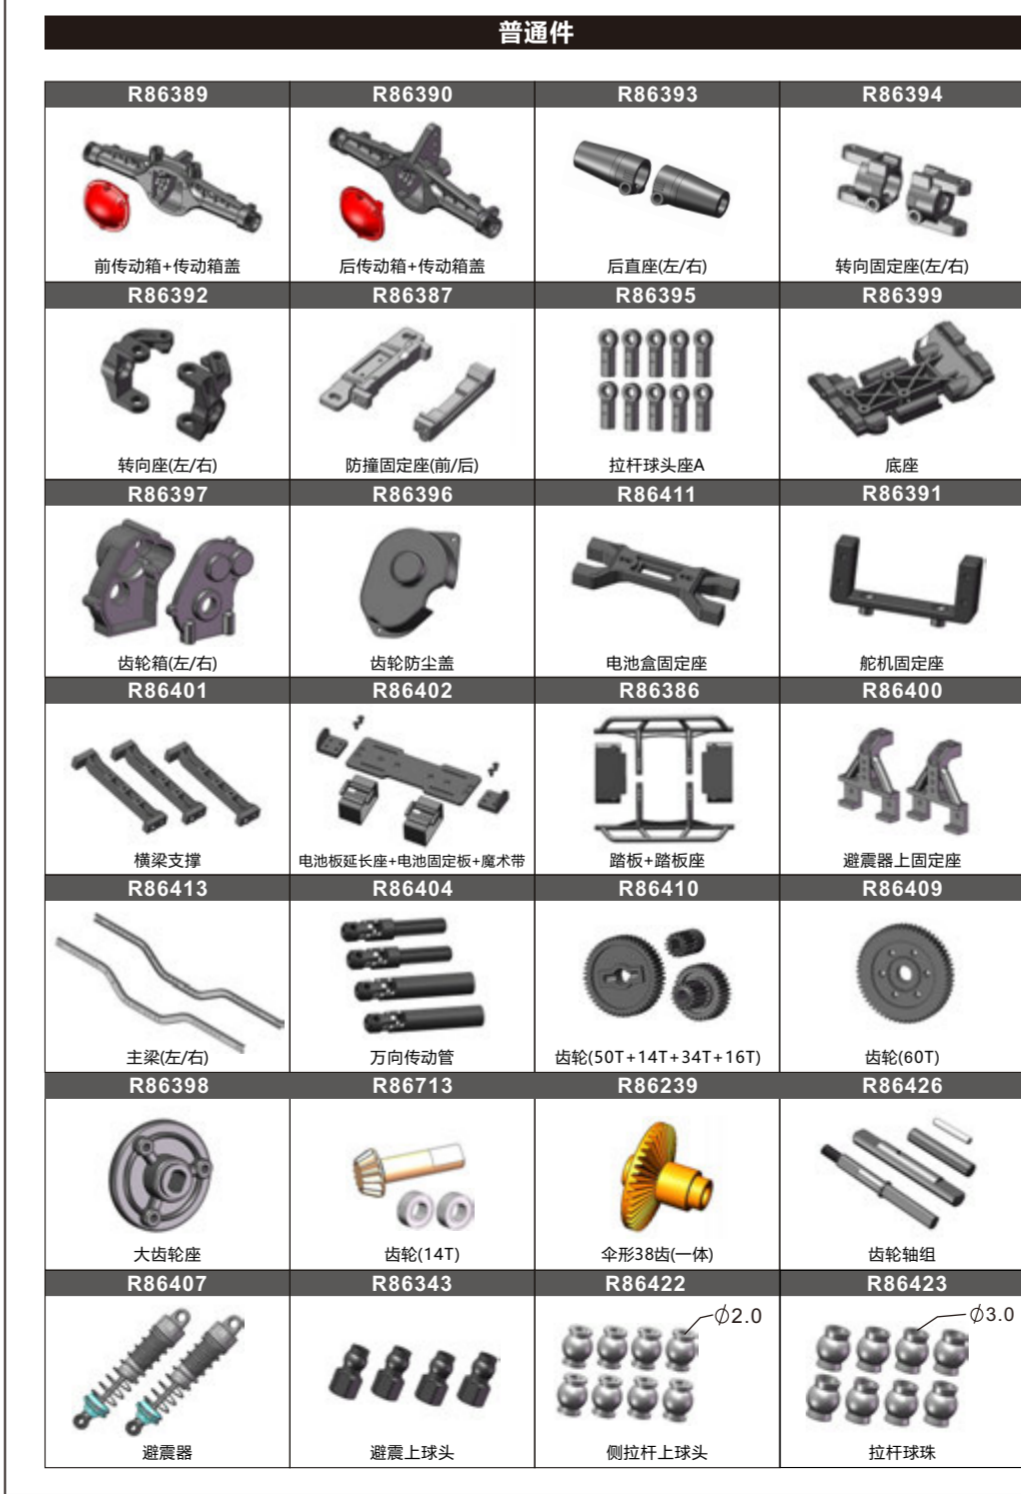 普通件
R86389 R86390 R86393 R86394
前传动箱+传动箱盖 后传动箱+传动箱盖 后直座(左/右) 转向固定座(左/右)
R86392 R86387 R86395 R86399
转向座(左/右) 防撞固定座(前/后) 拉杆球头座A 底座
R86397 R86396 R86411 R86391
齿轮箱(左/右) 齿轮防尘盖 电池盒固定座 舵机固定座
R86401 R86402 R86386 R86400
横梁支撑 电池板延长座+电池固定板+魔术带 踏板+踏板座 避震器上固定座
R86413 R86404 R86410 R86409
主梁(左/右) 万向传动管 齿轮(50T+14T+34T+16T) 齿轮(60T)
R86398 R86713 R86239 R86426
大齿轮座 齿轮(14T) 伞形38齿(一体) 齿轮轴组
R86407 R86343 R86422 R86423
∅2.0 ∅3.0
避震器 避震上球头 侧拉杆上球头 拉杆球珠